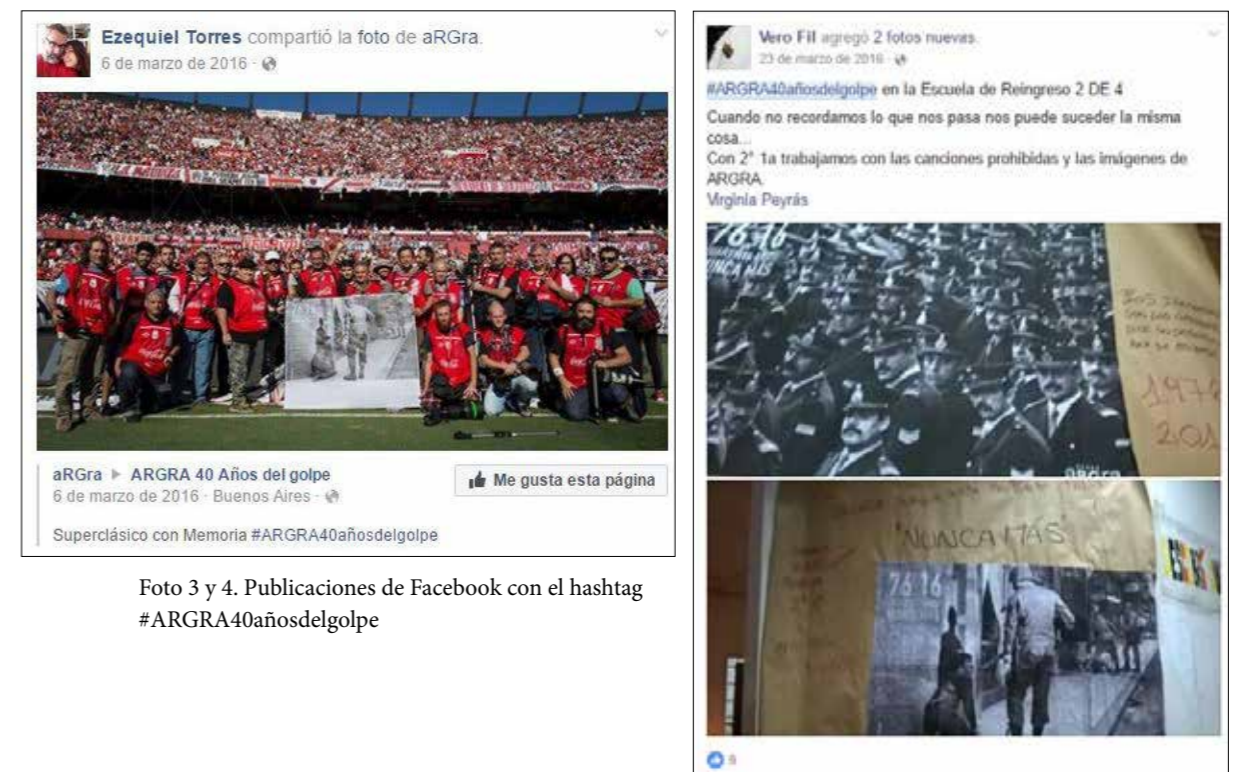 Ezequiel Torres compartió la foto de aRGra.
6 de marzo de 2016 ·
aRGra ▸ ARGRA 40 Años del golpe
6 de marzo de 2016 · Buenos Aires ·
Me gusta esta página
Superclásico con Memoria #ARGRA40añosdelgolpe
Foto 3 y 4. Publicaciones de Facebook con el hashtag
#ARGRA40añosdelgolpe
Vero Fil agregó 2 fotos nuevas.
23 de marzo de 2016 ·
#ARGRA40añosdelgolpe en la Escuela de Reingreso 2 DE 4
Cuando no recordamos lo que nos pasa nos puede suceder la misma
cosa...
Con 2° 1a trabajamos con las canciones prohibidas y las imágenes de
ARGRA.
Virginia Peyrás
76.16
NUNCA MÁS
ARGra
"NUNCA MÁS"
76.16